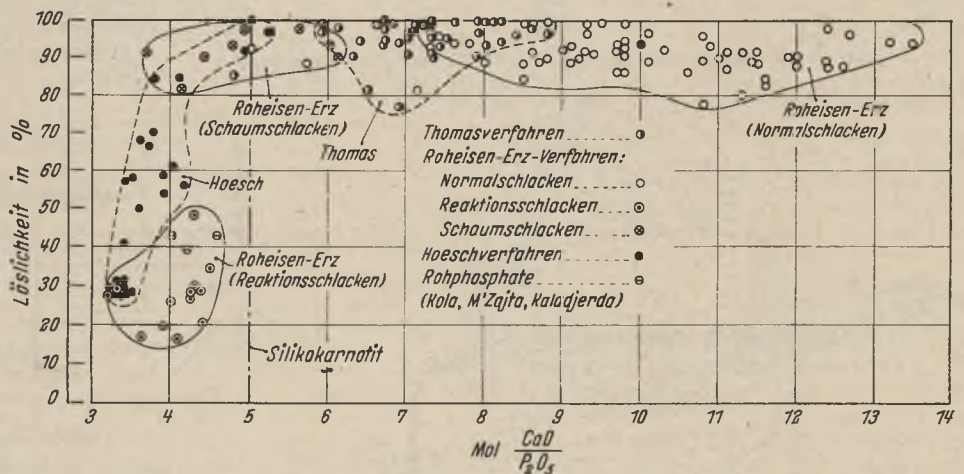 Löslichkeit in %
100
90
80
70
60
50
40
30
20
10
0
3
4
5
6
7
8
9
10
11
12
13
14
Mol CaO
P₂O₅
Roheisen-Erz
(Schaumschlacken)
Thomas
Hoesch
Roheisen-Erz
(Reaktionsschlacken)
Silikokarnotit
Roheisen-Erz
(Normalschlacken)
Thomasverfahren
Roheisen-Erz-Verfahren:
Normalschlacken
Reaktionsschlacken
Schaumschlacken
Hoeschverfahren
Rohphosphate
(Kola, M'Zajta, Kaladjerda)